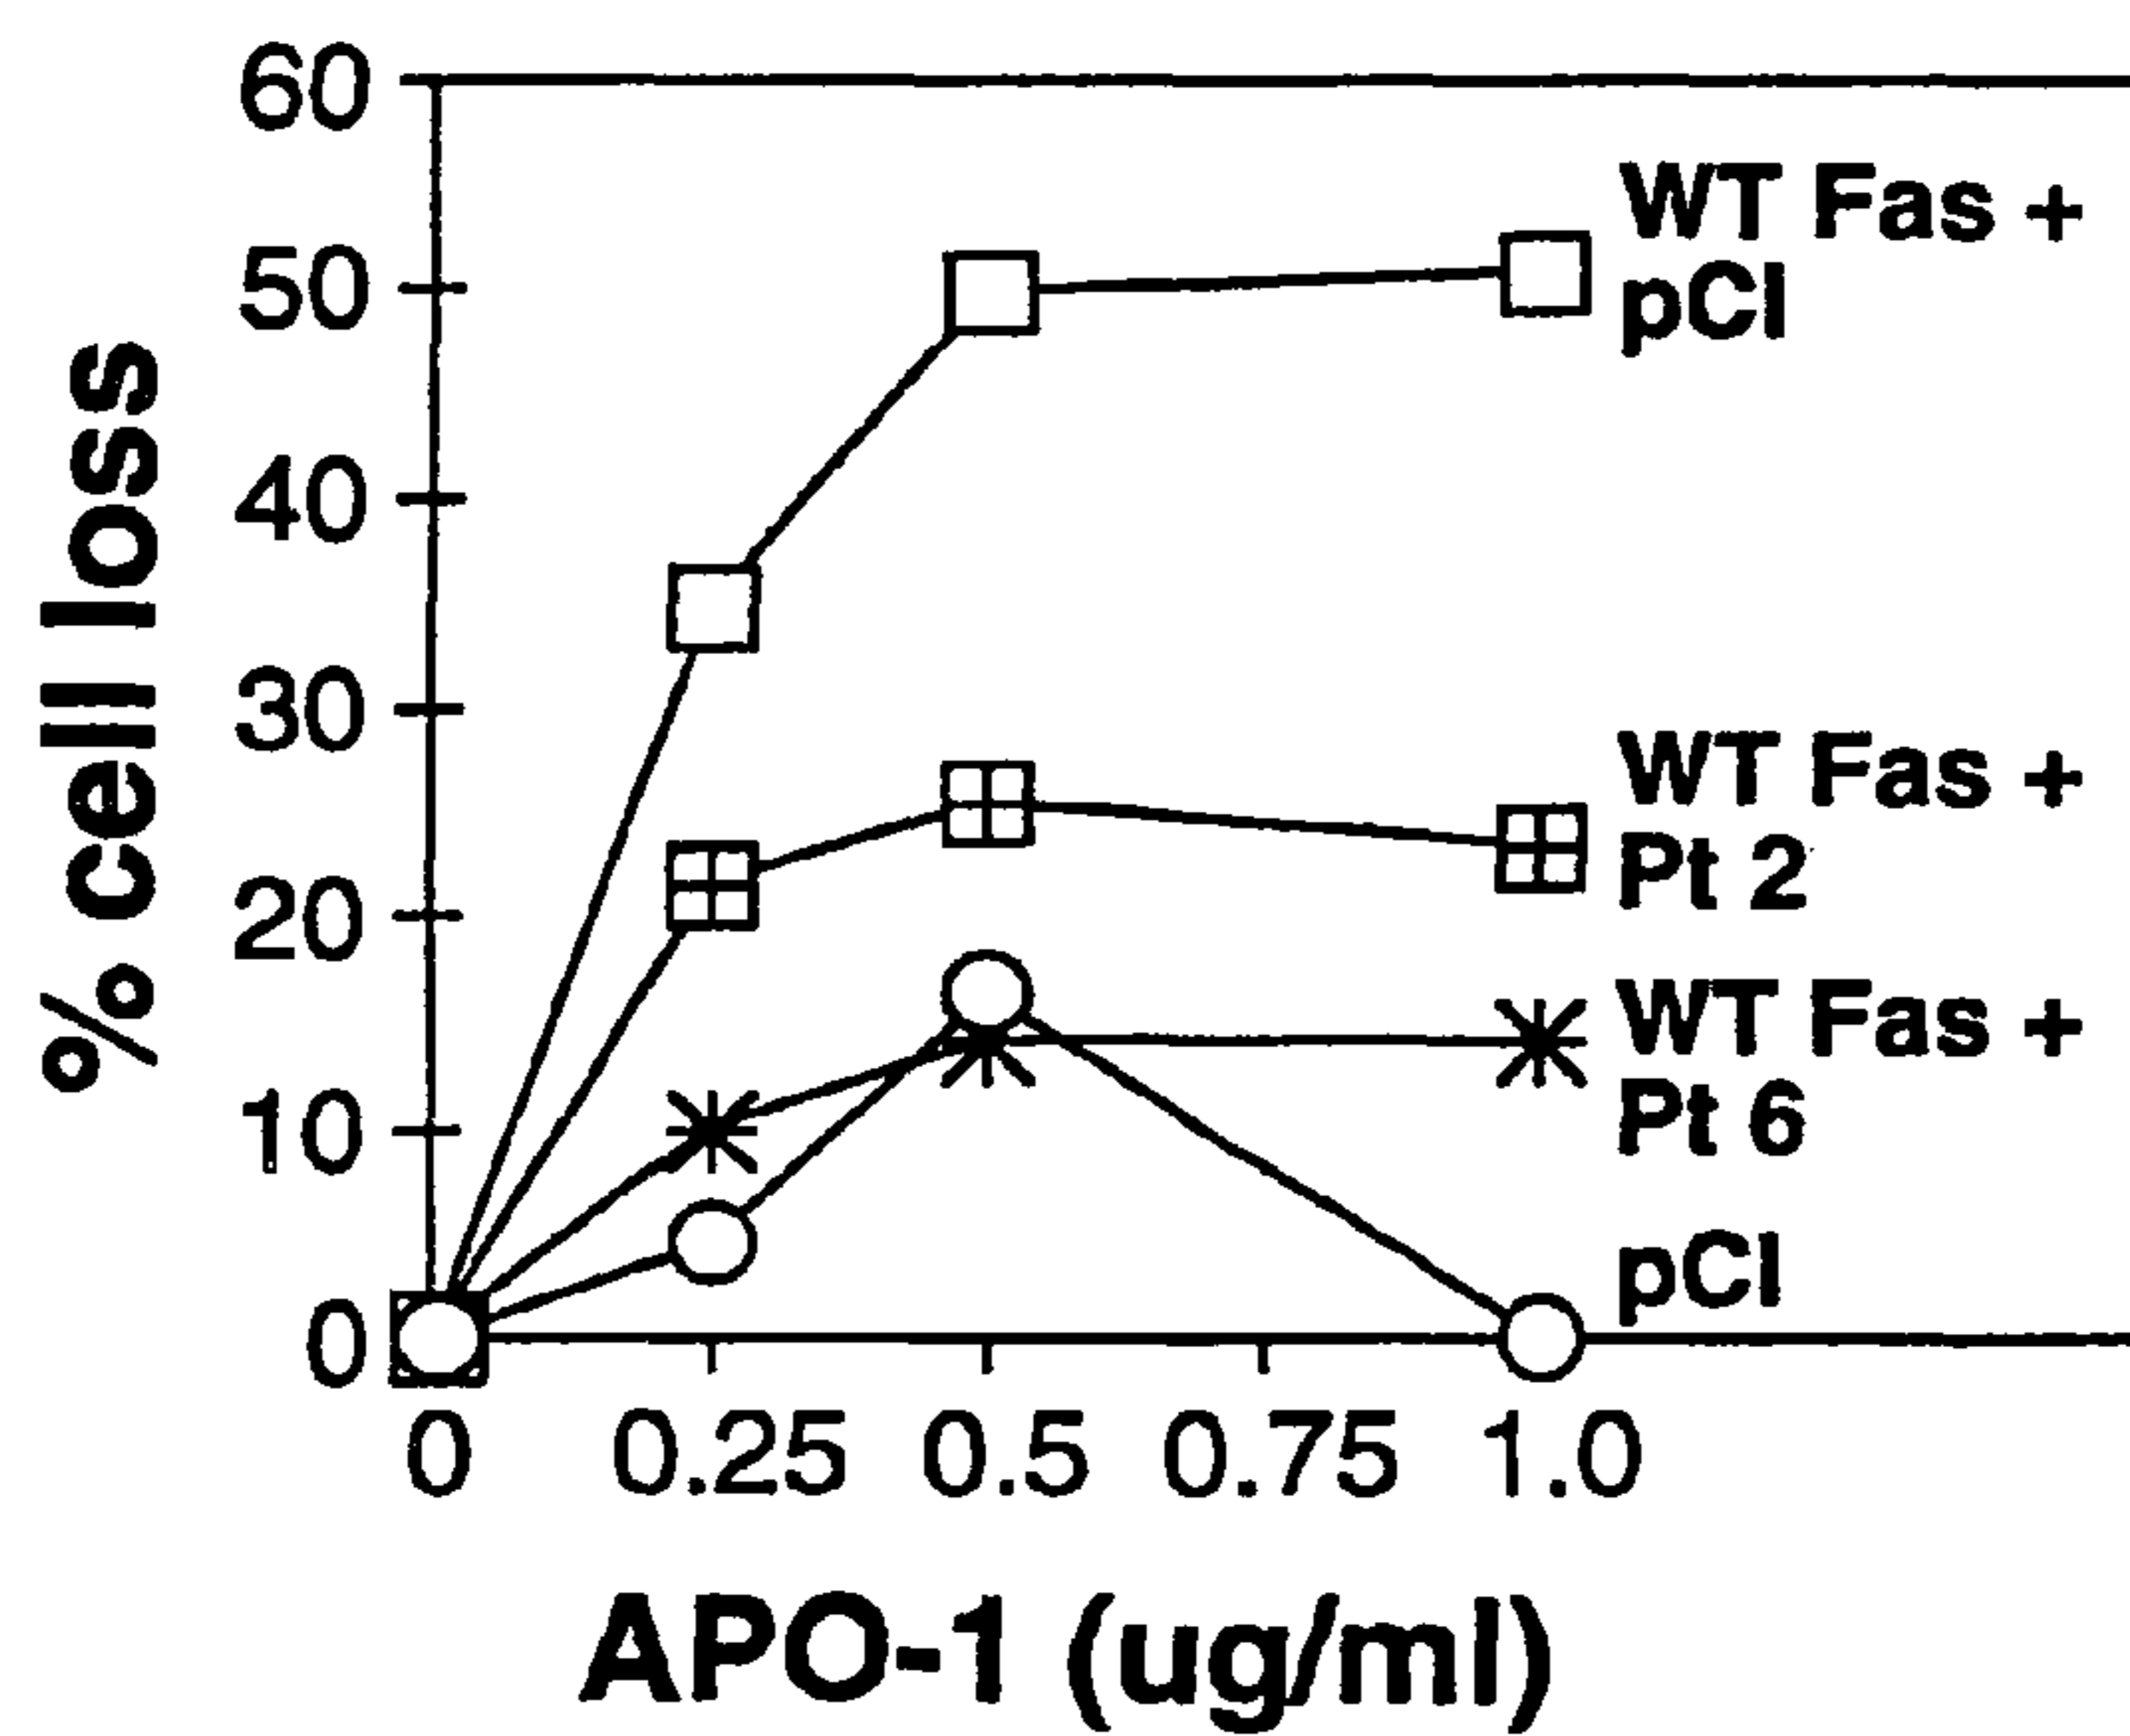 60
50
40
30
20
10
0
% cell loss
WT Fas +
pCI
WT Fas +
Pt 2
WT Fas +
Pt 6
pCI
0 0.25 0.5 0.75 1.0
APO-1 (ug/ml)